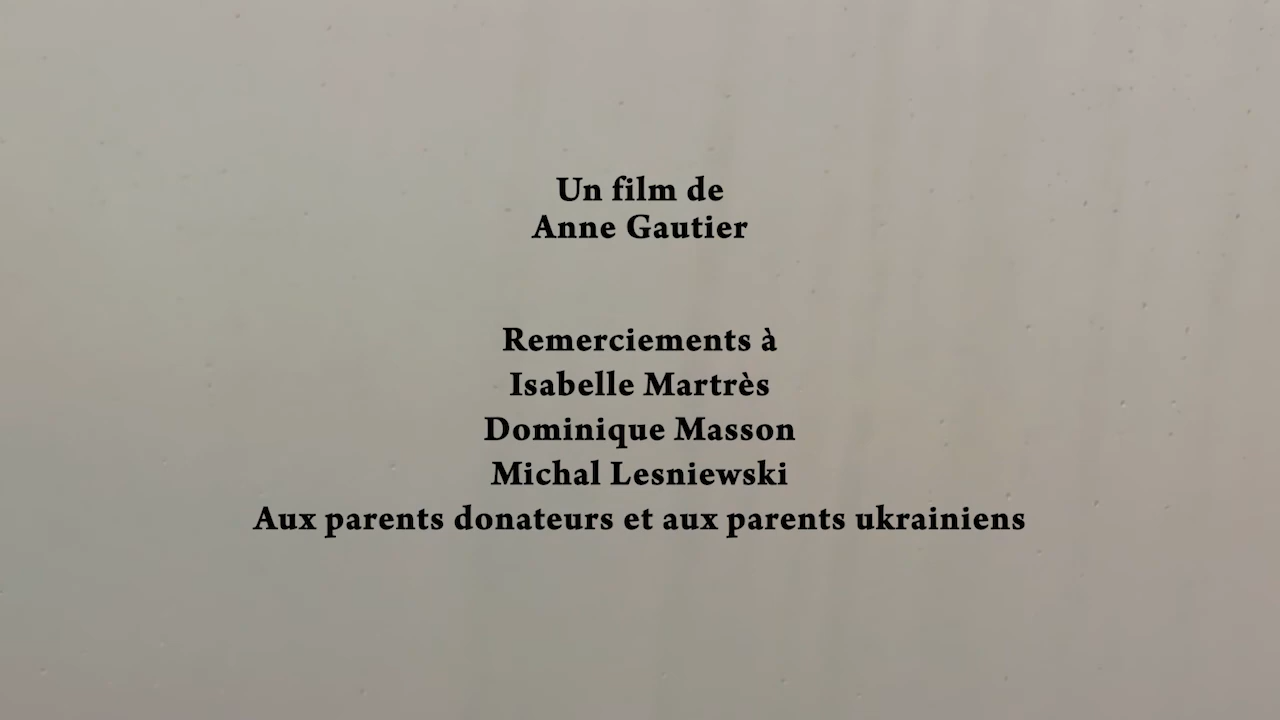 Un film de
Anne Gautier
Remerciements à
Isabelle Martrès
Dominique Masson
Michal Lesniewski
Aux parents donateurs et aux parents ukrainiens